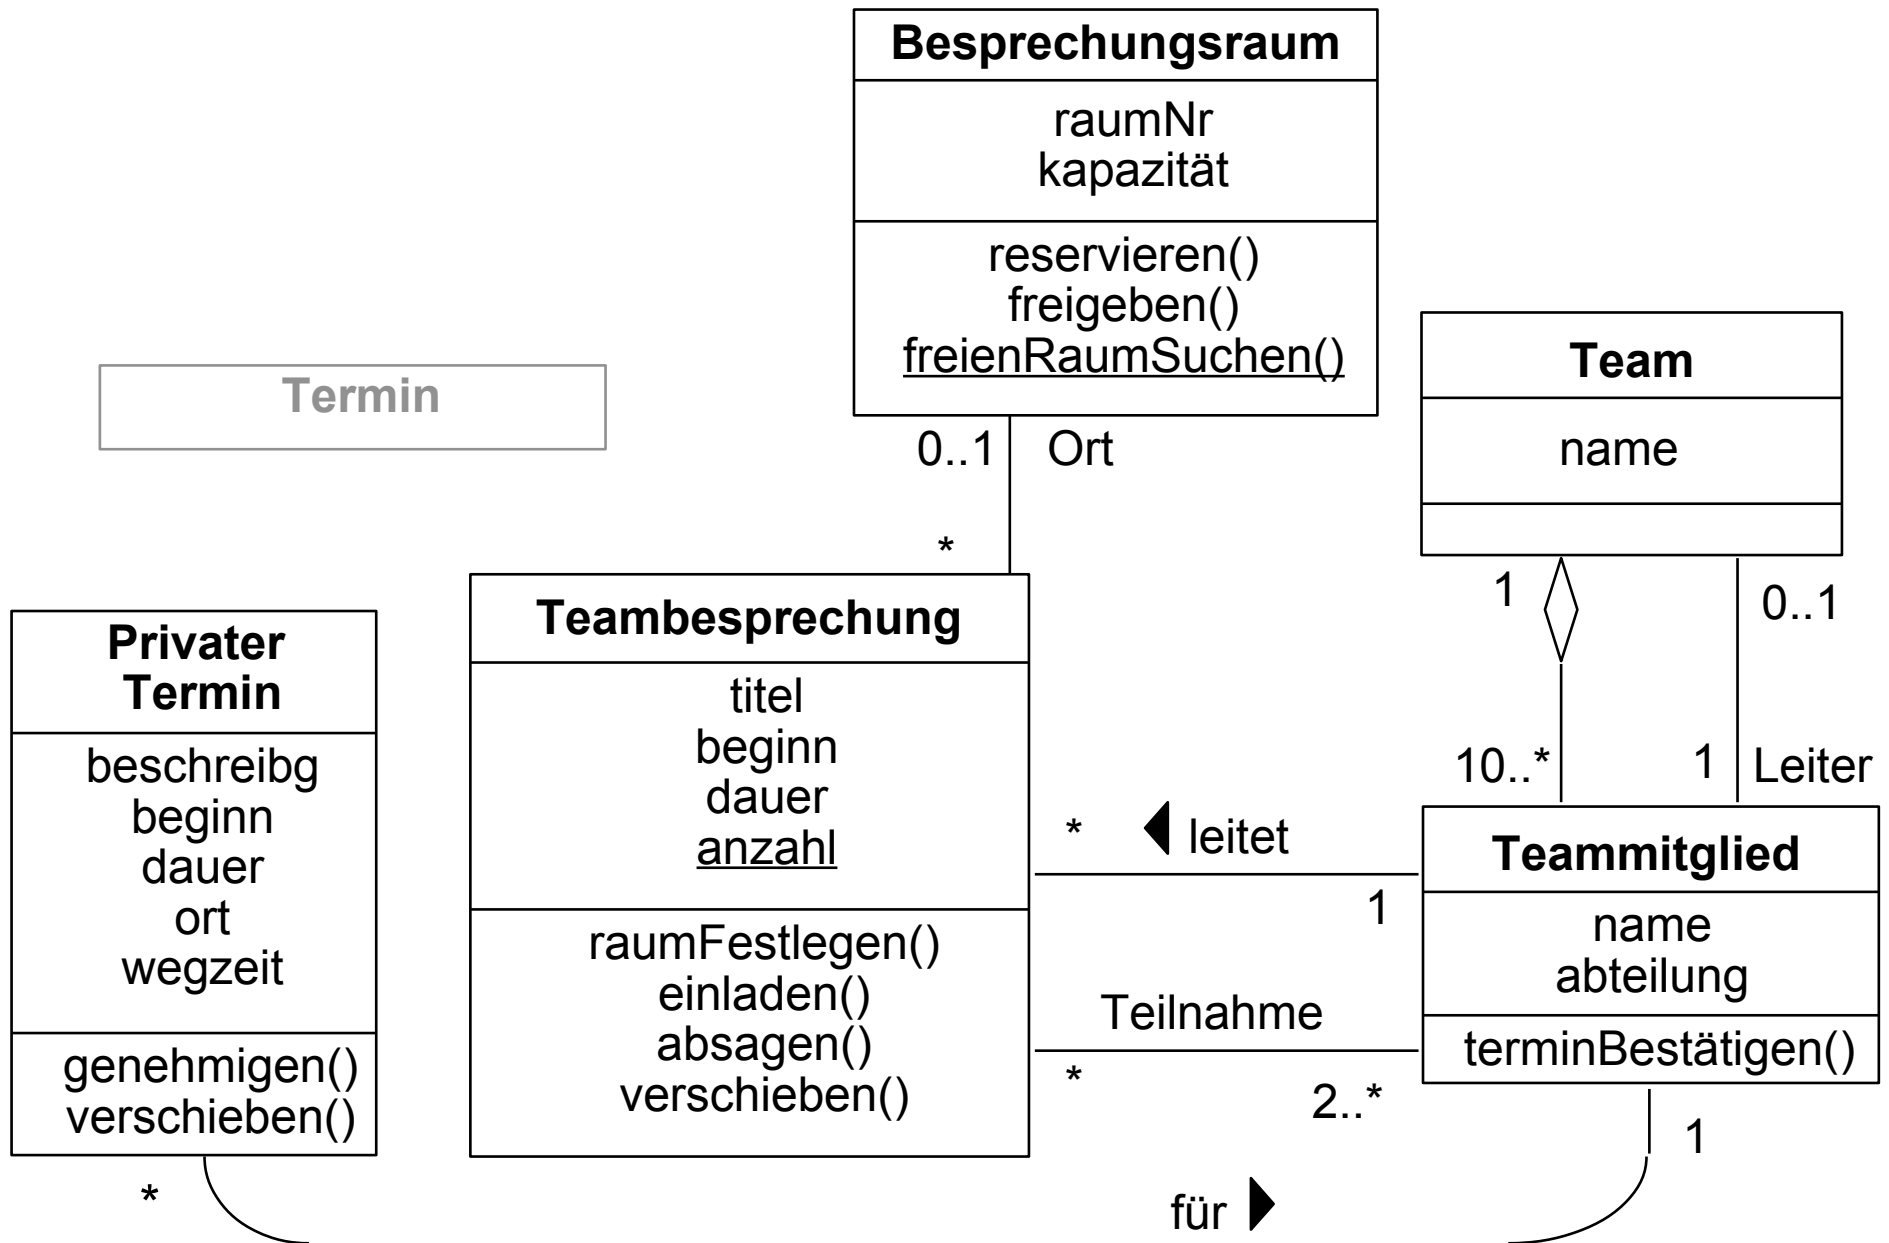 Besprechungsraum
raumNr
kapazität
reservieren()
freigeben()
freienRaumSuchen()
Termin
Team
name
0..1 Ort
*
1
0..1
Privater
Termin
beschreibg
beginn
dauer
ort
wegzeit
genehmigen()
verschieben()
*
Teambesprechung
titel
beginn
dauer
anzahl
raumFestlegen()
einladen()
absagen()
verschieben()
10..*
1 Leiter
* leitet
1
Teilnahme
*
2..*
Teammitglied
name
abteilung
terminBestätigen()
1
für